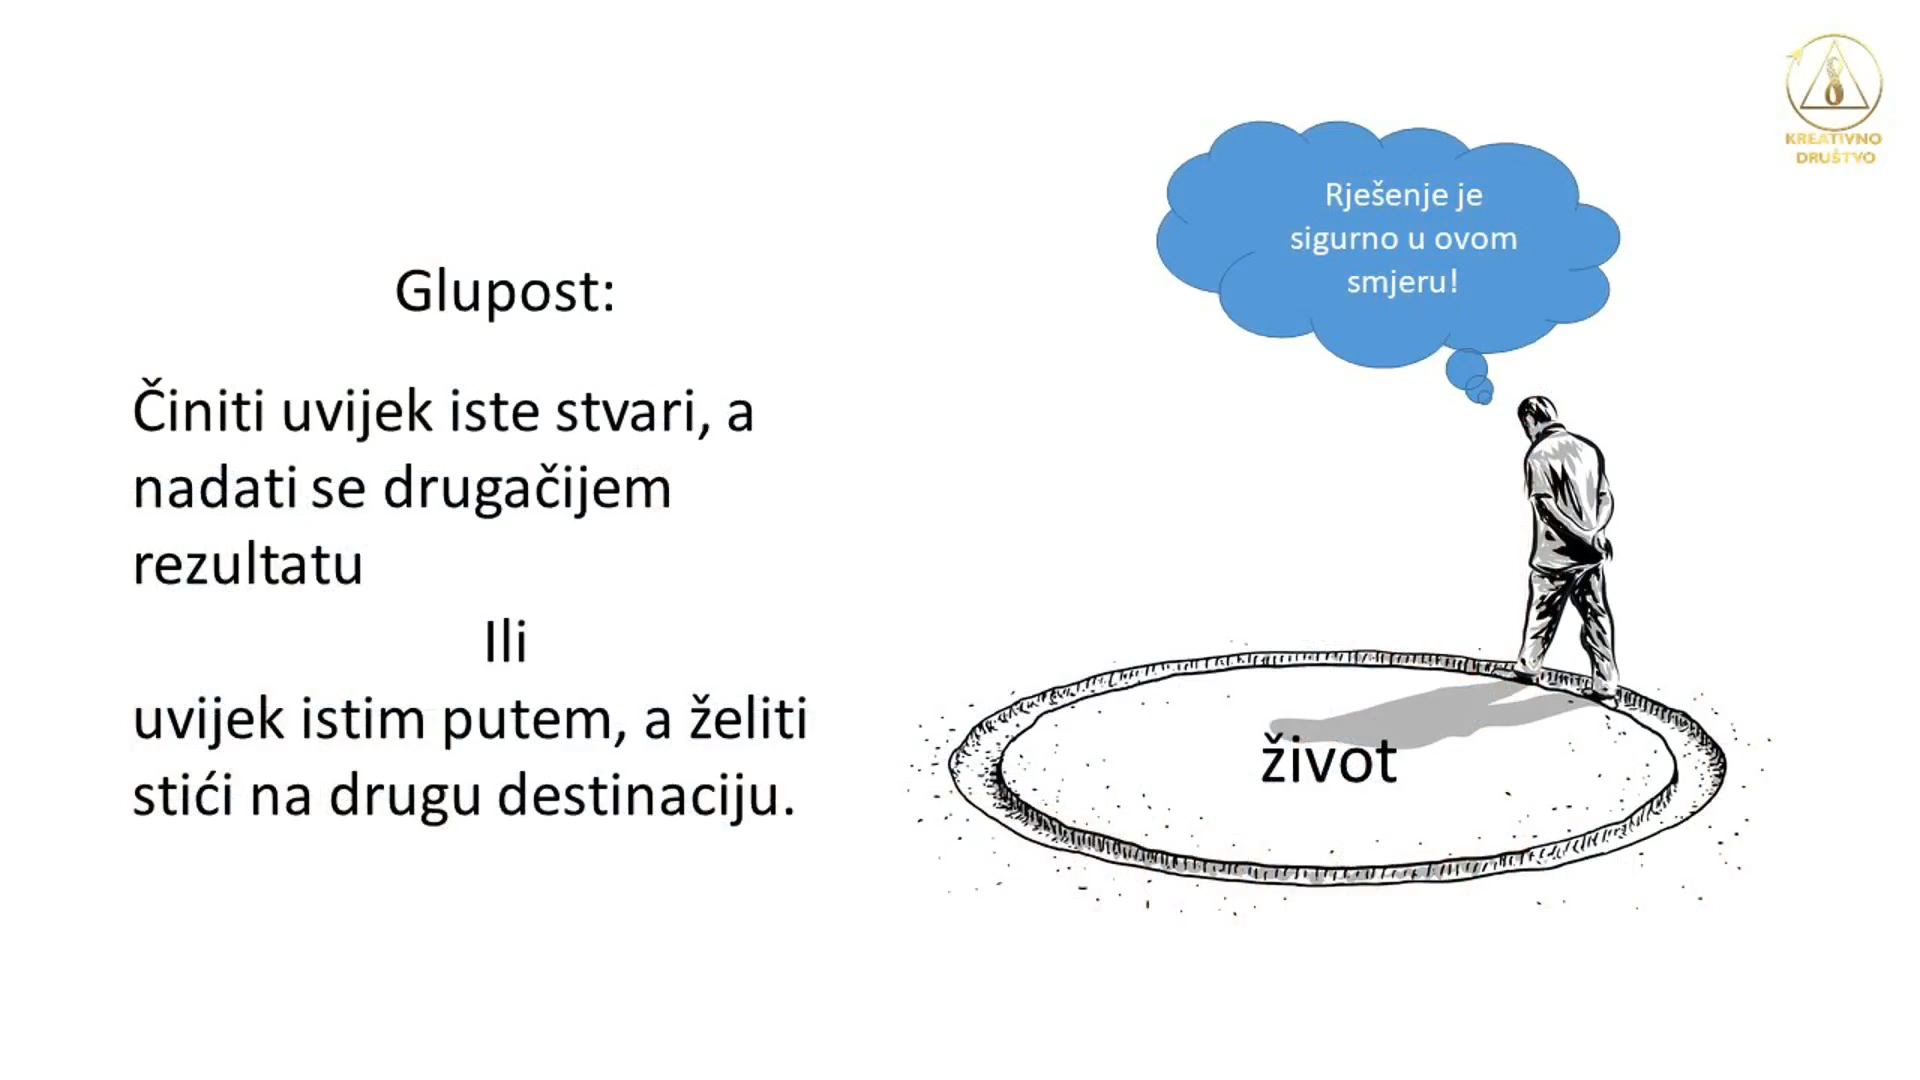 Glupost:
Činiti uvijek iste stvari, a
nadati se drugačijem
rezultatu
Ili
uvijek istim putem, a želiti
stići na drugu destinaciju.
Rješenje je
sigurno u ovom
smjeru!
život
KREATIVNO
DRUŠTVO